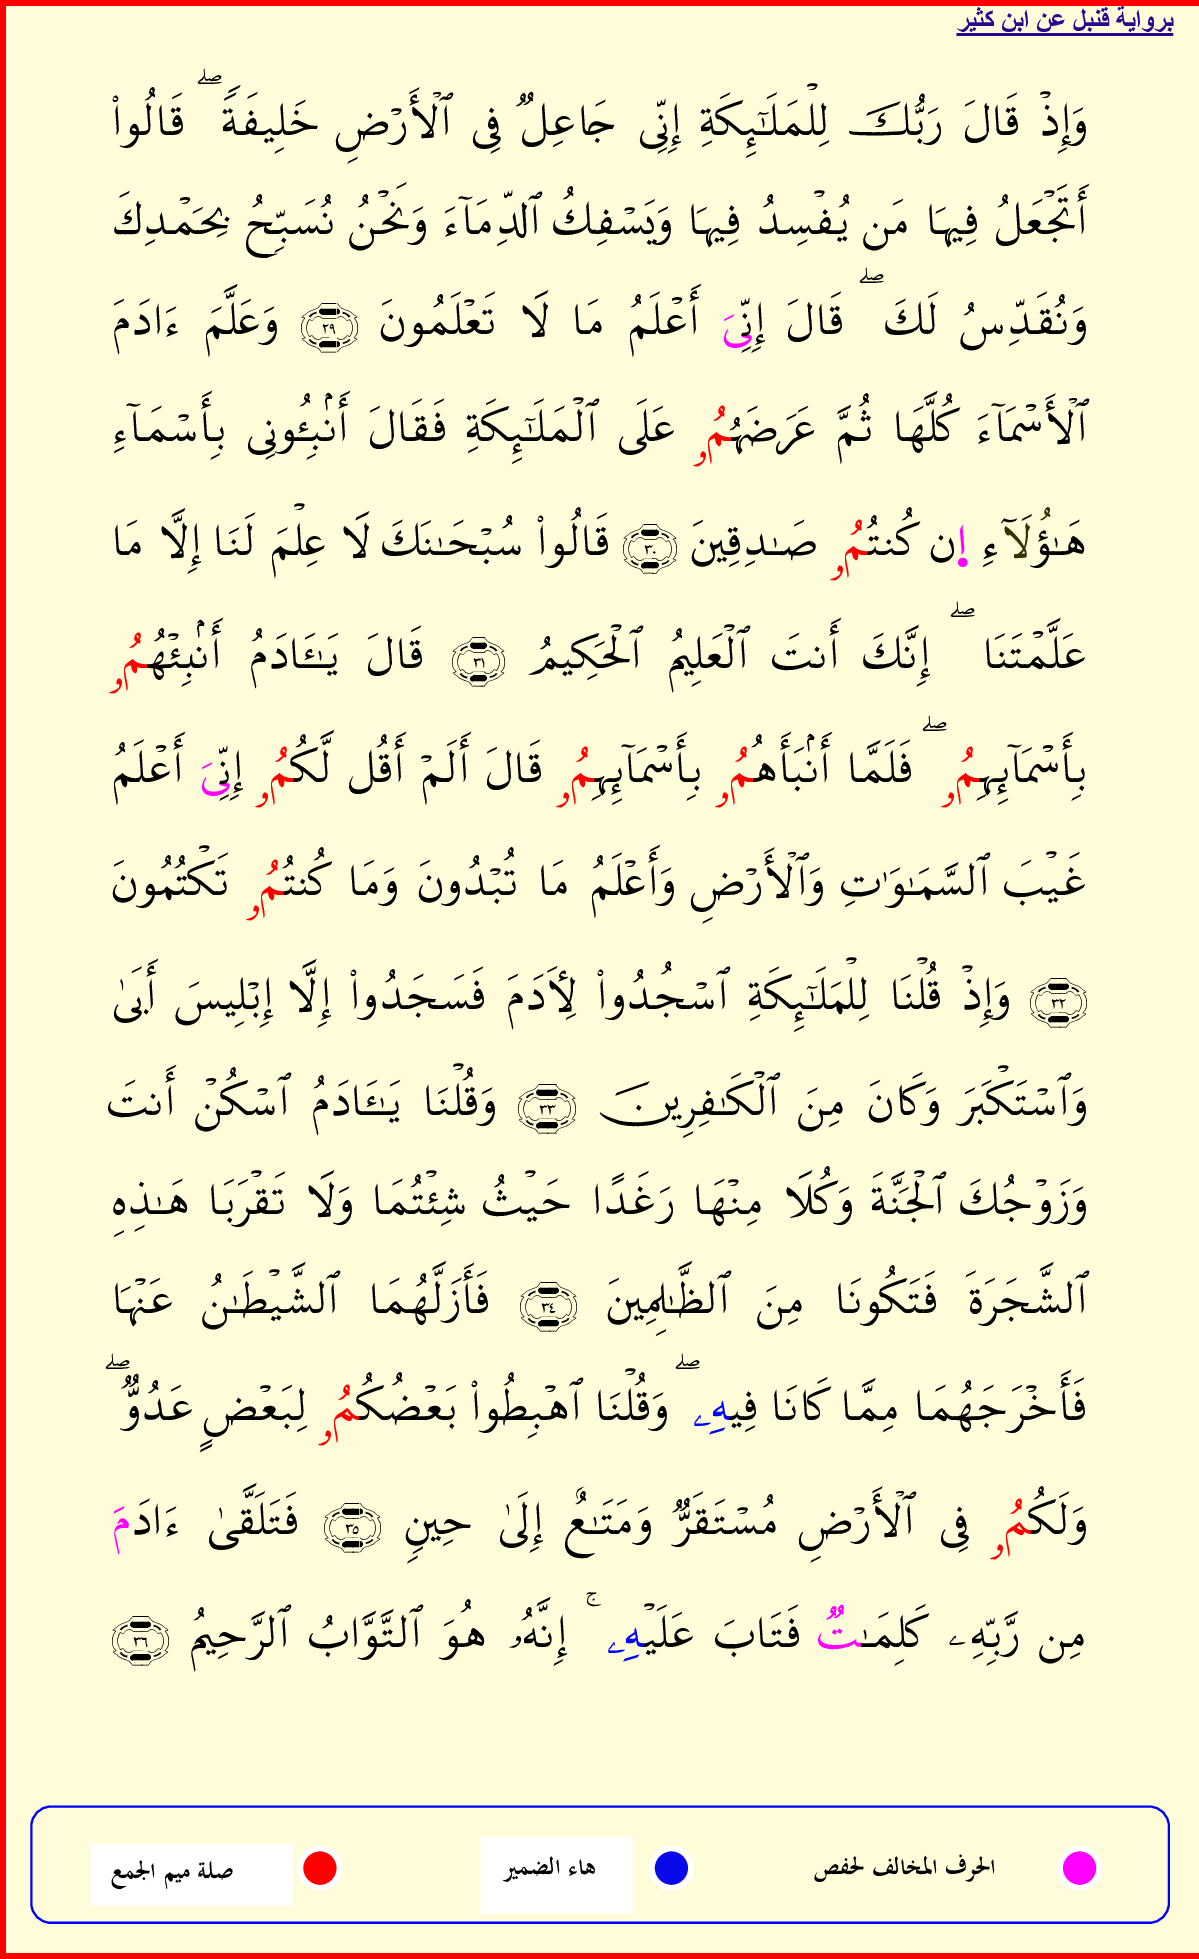 برواية قنبل عن ابن كثير
وَإِذۡ قَالَ رَبُّكَ لِلۡمَلَـٰٓئِكَةِ إِنِّى جَاعِلٌ فِى ٱلۡأَرۡضِ خَلِيفَةً ۖ قَالُوا۟
أَتَجۡعَلُ فِيهَا مَن يُفۡسِدُ فِيهَا وَيَسۡفِكُ ٱلدِّمَآءَ وَنَحۡنُ نُسَبِّحُ بِحَمۡدِكَ
وَنُقَدِّسُ لَكَ ۖ قَالَ إِنِّىَ أَعۡلَمُ مَا لَا تَعۡلَمُونَ ٢٩ وَعَلَّمَ ءَادَمَ
ٱلۡأَسۡمَآءَ كُلَّهَا ثُمَّ عَرَضَهُمُۥ عَلَى ٱلۡمَلَـٰٓئِكَةِ فَقَالَ أَنۢبِـُٔونِى بِأَسۡمَآءِ
هَـٰٓؤُلَآءِ اِ۬ن كُنتُمُۥ صَـٰدِقِينَ ٣٠ قَالُوا۟ سُبۡحَـٰنَكَ لَا عِلۡمَ لَنَا إِلَّا مَا
عَلَّمۡتَنَا ۖ إِنَّكَ أَنتَ ٱلۡعَلِيمُ ٱلۡحَكِيمُ ٣١ قَالَ يَـٰٓـَٔادَمُ أَنۢبِئۡهُمُۥ
بِأَسۡمَآئِهِمُۥ ۖ فَلَمَّا أَنۢبَأَهُمُۥ بِأَسۡمَآئِهِمُۥ قَالَ أَلَمۡ أَقُل لَّكُمُۥ إِنِّىَ أَعۡلَمُ
غَيۡبَ ٱلسَّمَـٰوَٰتِ وَٱلۡأَرۡضِ وَأَعۡلَمُ مَا تُبۡدُونَ وَمَا كُنتُمُۥ تَكۡتُمُونَ
٣٢ وَإِذۡ قُلۡنَا لِلۡمَلَـٰٓئِكَةِ ٱسۡجُدُوا۟ لِأٓدَمَ فَسَجَدُوا۟ إِلَّا إِبۡلِيسَ أَبَىٰ
وَٱسۡتَكۡبَرَ وَكَانَ مِنَ ٱلۡكَـٰفِرِينَ ٣٣ وَقُلۡنَا يَـٰٓـَٔادَمُ ٱسۡكُنۡ أَنتَ
وَزَوۡجُكَ ٱلۡجَنَّةَ وَكُلَا مِنۡهَا رَغَدًا حَيۡثُ شِئۡتُمَا وَلَا تَقۡرَبَا هَـٰذِهِ
ٱلشَّجَرَةَ فَتَكُونَا مِنَ ٱلظَّـٰلِمِينَ ٣٤ فَأَزَلَّهُمَا ٱلشَّيۡطَـٰنُ عَنۡهَا
فَأَخۡرَجَهُمَا مِمَّا كَانَا فِيهِۦ ۖ وَقُلۡنَا ٱهۡبِطُوا۟ بَعۡضُكُمُۥ لِبَعۡضٍ عَدُوٌّ ۖ
وَلَكُمُۥ فِى ٱلۡأَرۡضِ مُسۡتَقَرٌّ وَمَتَـٰعٌ إِلَىٰ حِينٍ ٣٥ فَتَلَقَّىٰ ءَادَمَ
مِن رَّبِّهِۦ كَلِمَـٰتٌ فَتَابَ عَلَيۡهِۦ ۚ إِنَّهُۥ هُوَ ٱلتَّوَّابُ ٱلرَّحِيمُ ٣٦
الحرف المخالف لحفص
هاء الضمير
صلة ميم الجمع